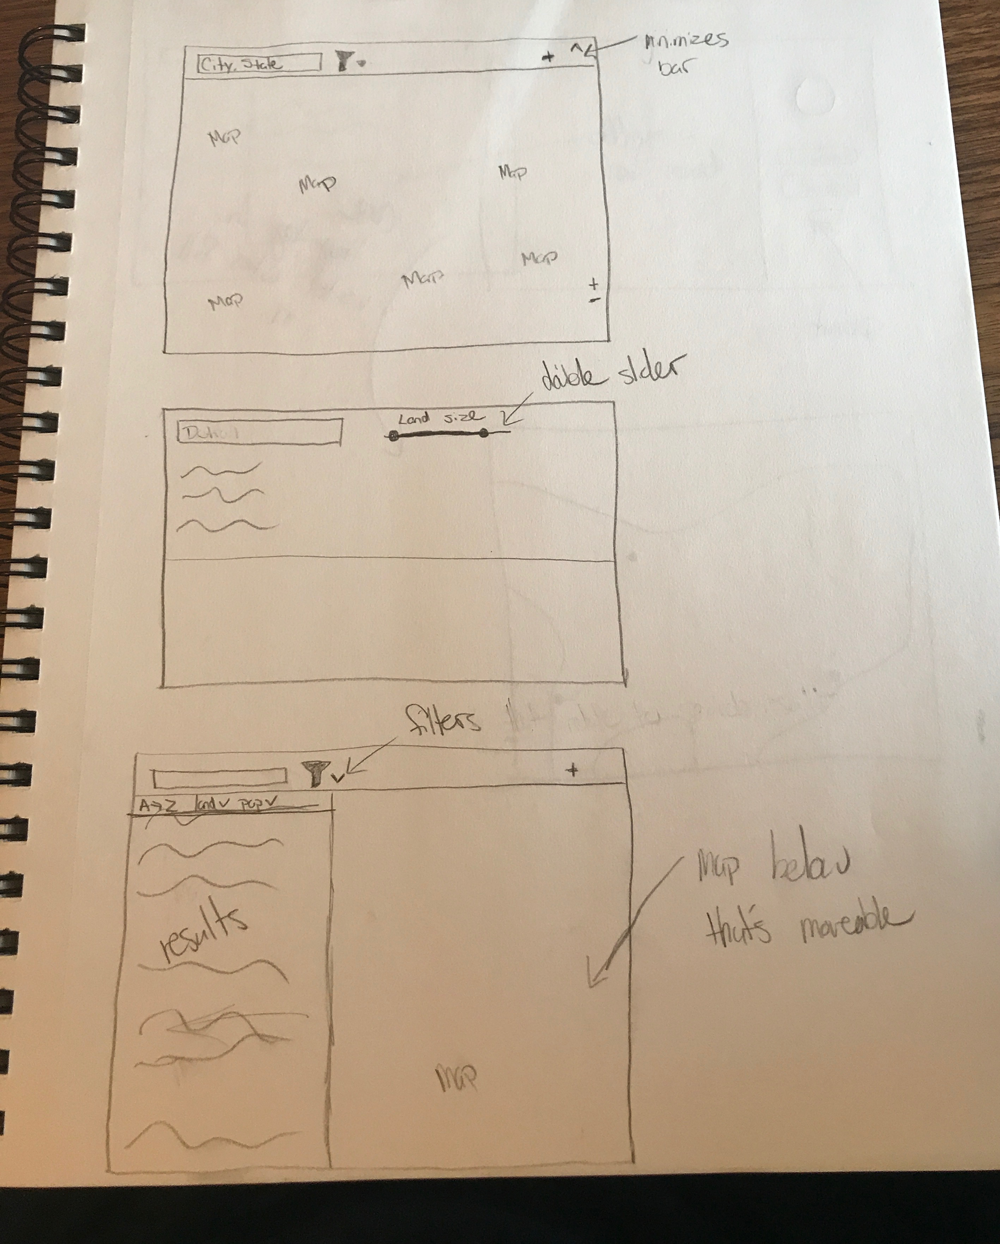 City, State
+
minimizes
bar
Map
Map
Map
Map
Map
Map
+
-
double slider
Land size
filters
+
A→Z land pop
results
map below
that's moveable
map